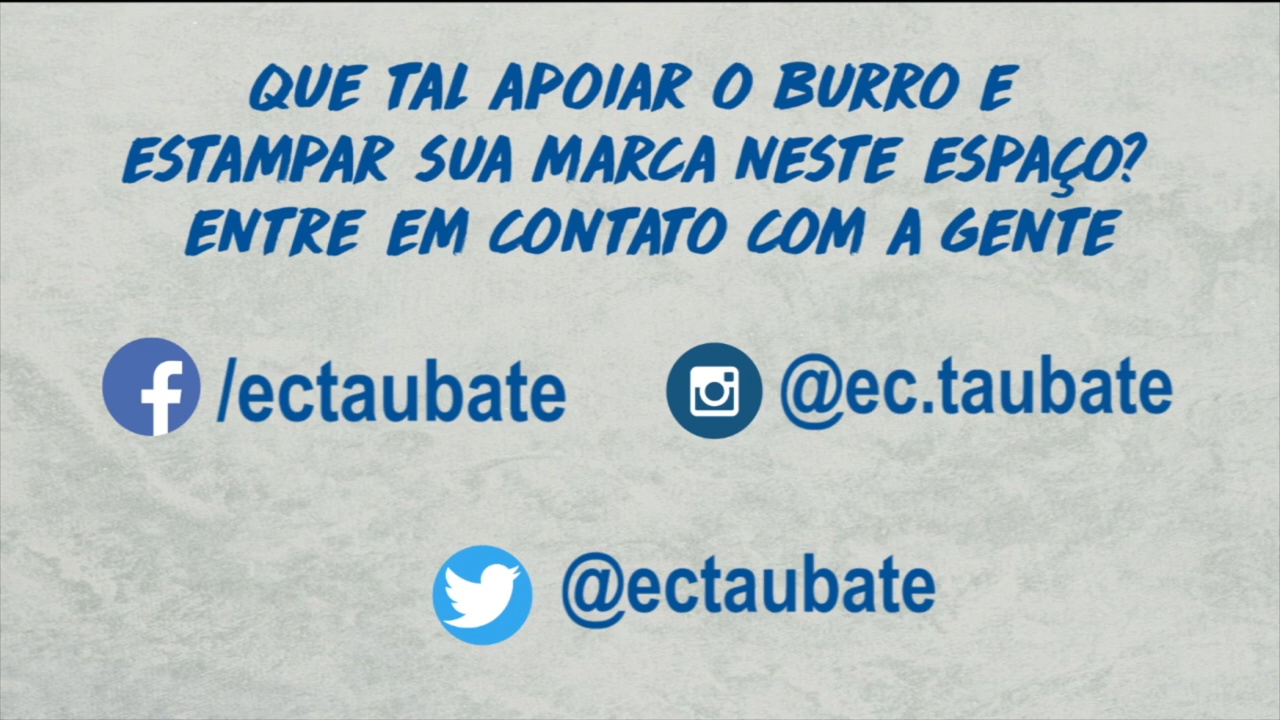 QUE TAL APOIAR O BURRO E
ESTAMPAR SUA MARCA NESTE ESPAÇO?
ENTRE EM CONTATO COM A GENTE
/ectaubate
@ec.taubate
@ectaubate